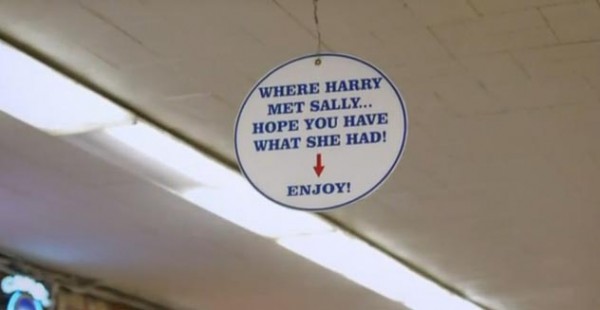 WHERE HARRY
MET SALLY...
HOPE YOU HAVE
WHAT SHE HAD!
ENJOY!